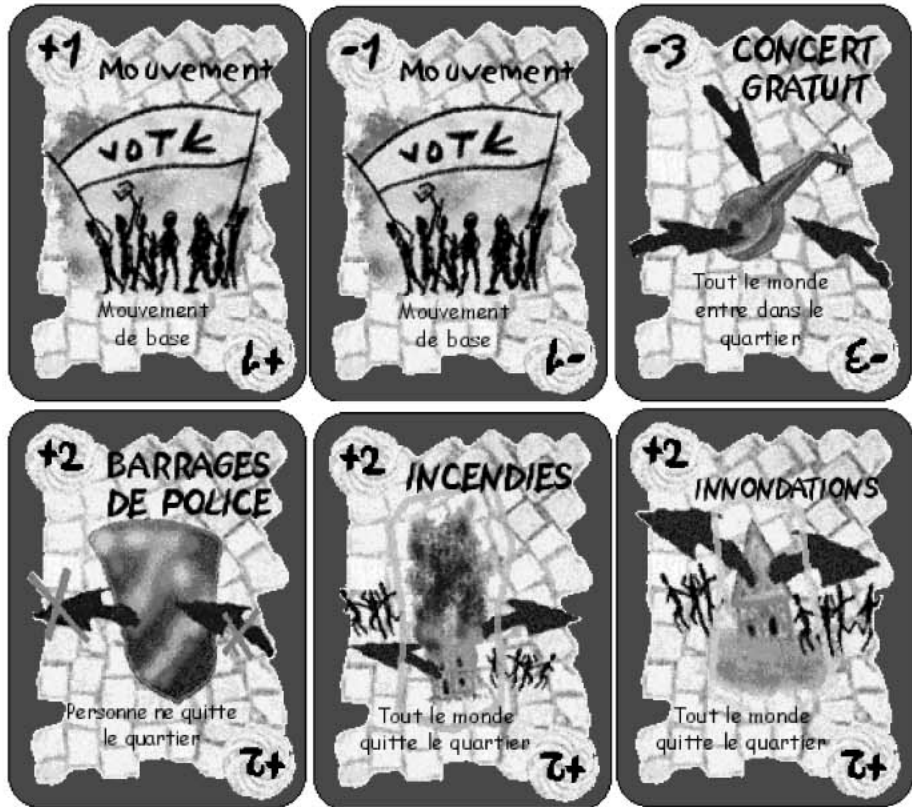 +1
Mouvement
VOTE
Mouvement
de base
+1
-1
Mouvement
VOTE
Mouvement
de base
-1
-3
CONCERT
GRATUIT
Tout le monde
entre dans le
quartier
-3
+2
BARRAGES
DE POLICE
Personne ne quitte
le quartier
+2
+2
INCENDIES
Tout le monde
quitte le quartier
+2
+2
INNONDATIONS
Tout le monde
quitte le quartier
+2